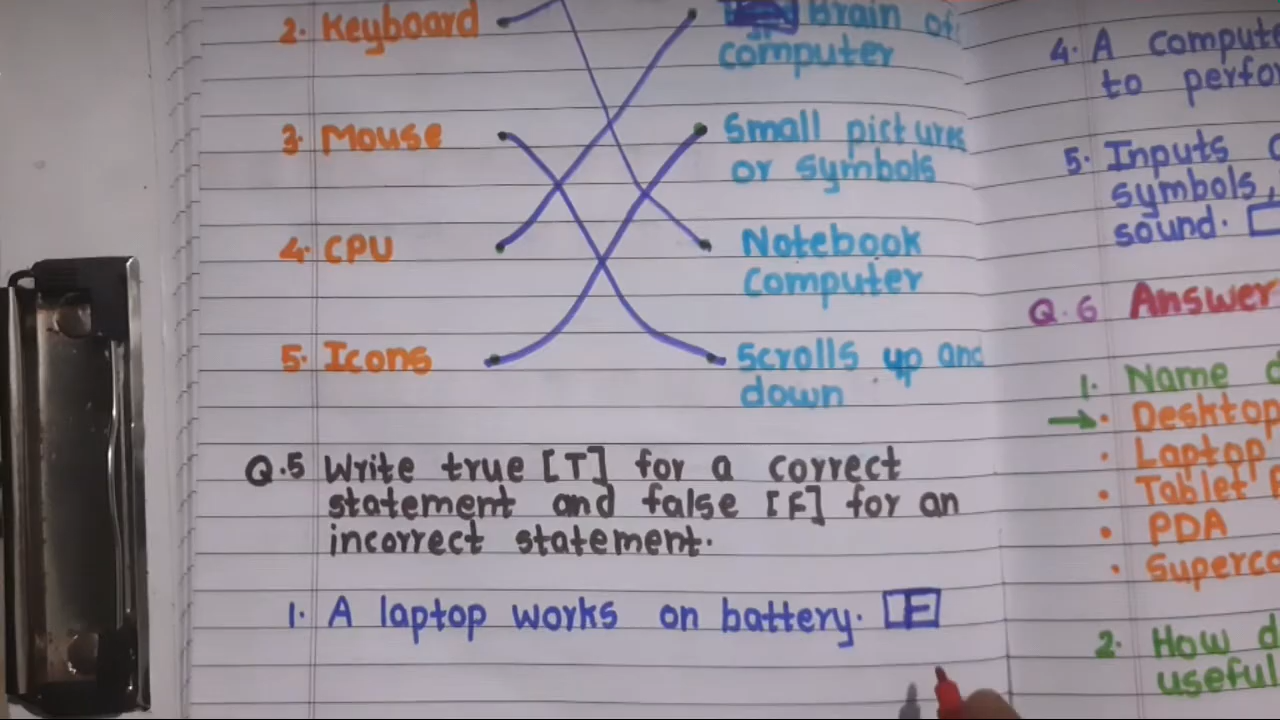 2. Keyboard
Brain of
computer
3. Mouse
Small pictures
or symbols
4. CPU
Notebook
Computer
5. Icons
Scrolls up and
down
Q.5 Write true [T] for a correct
statement and false [F] for an
incorrect statement.
1. A laptop works on battery. [F]
4. A compute
to perfo
5. Inputs
symbols,
sound.
Q.6 Answer
1. Name
Desktop
Laptop
Tablet
PDA
Superco
2. How d
useful